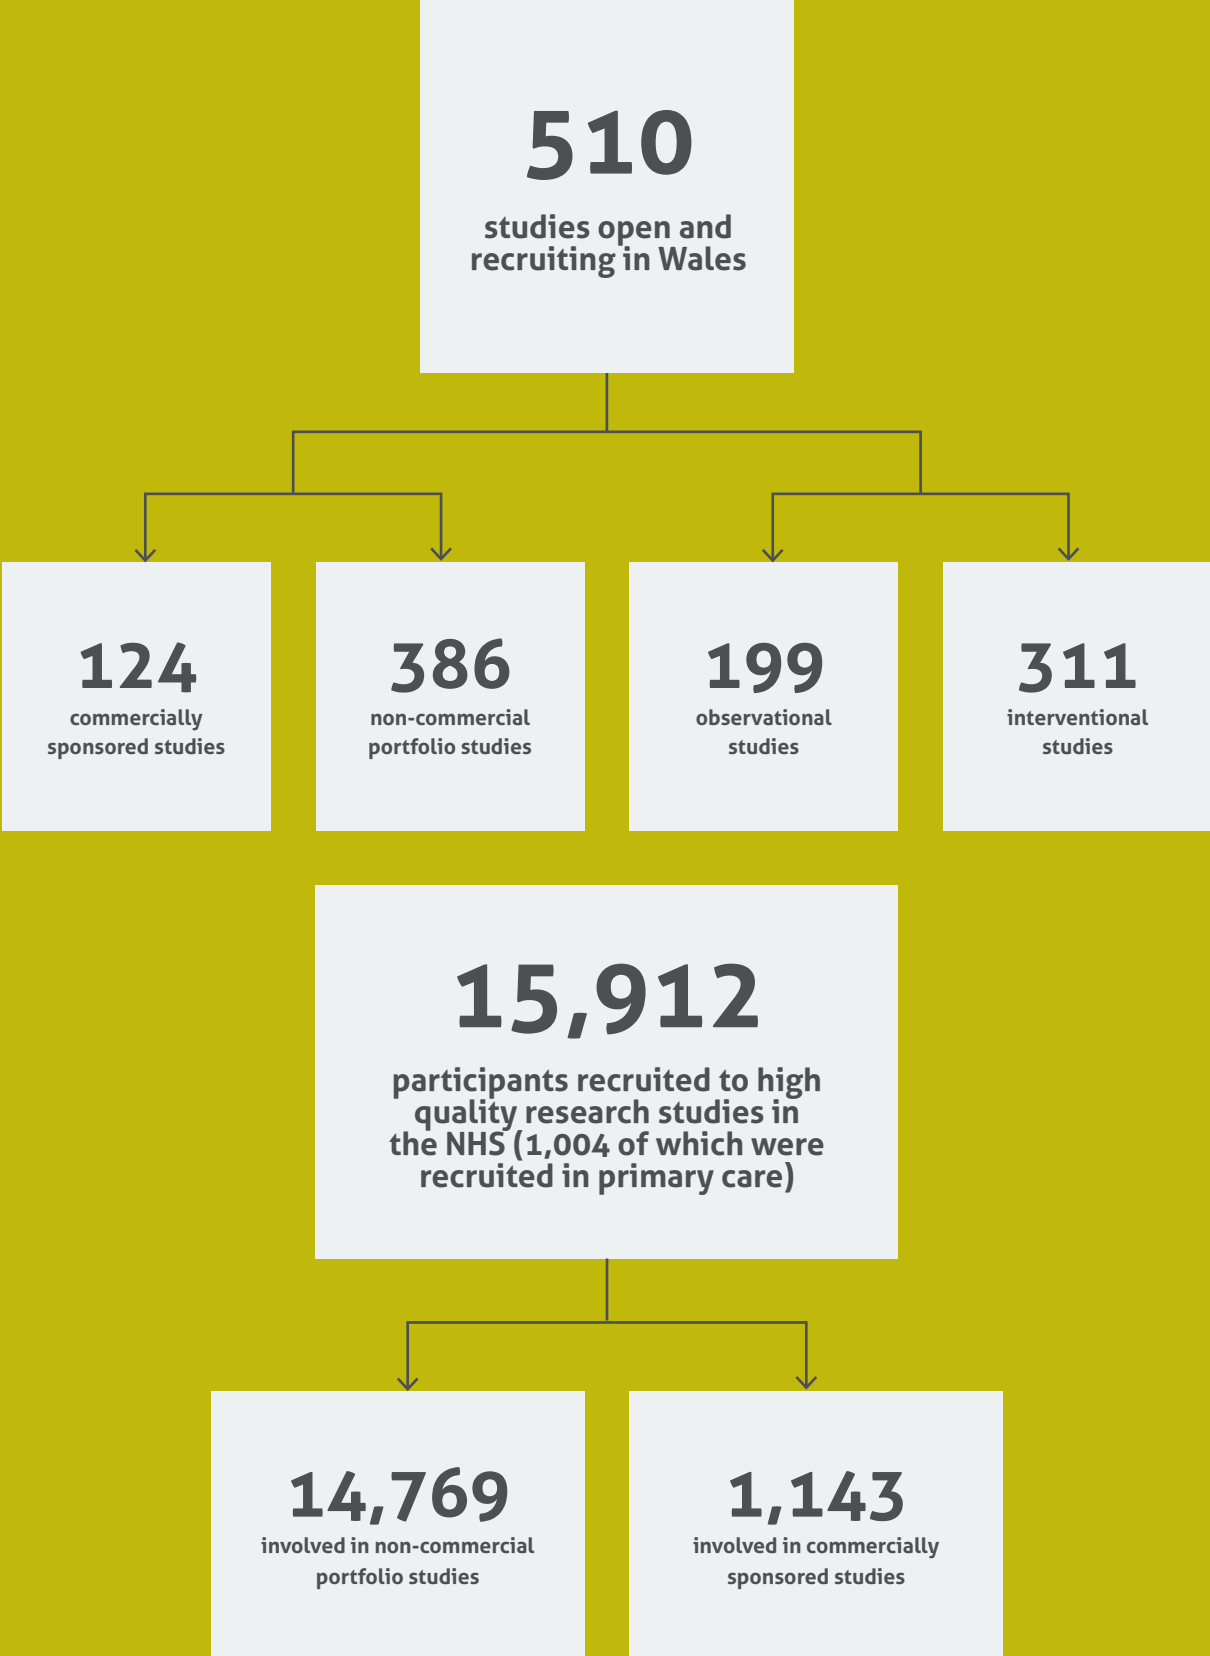 510
studies open and
recruiting in Wales
124
commercially
sponsored studies
386
non-commercial
portfolio studies
199
observational
studies
311
interventional
studies
15,912
participants recruited to high
quality research studies in
the NHS (1,004 of which were
recruited in primary care)
14,769
involved in non-commercial
portfolio studies
1,143
involved in commercially
sponsored studies